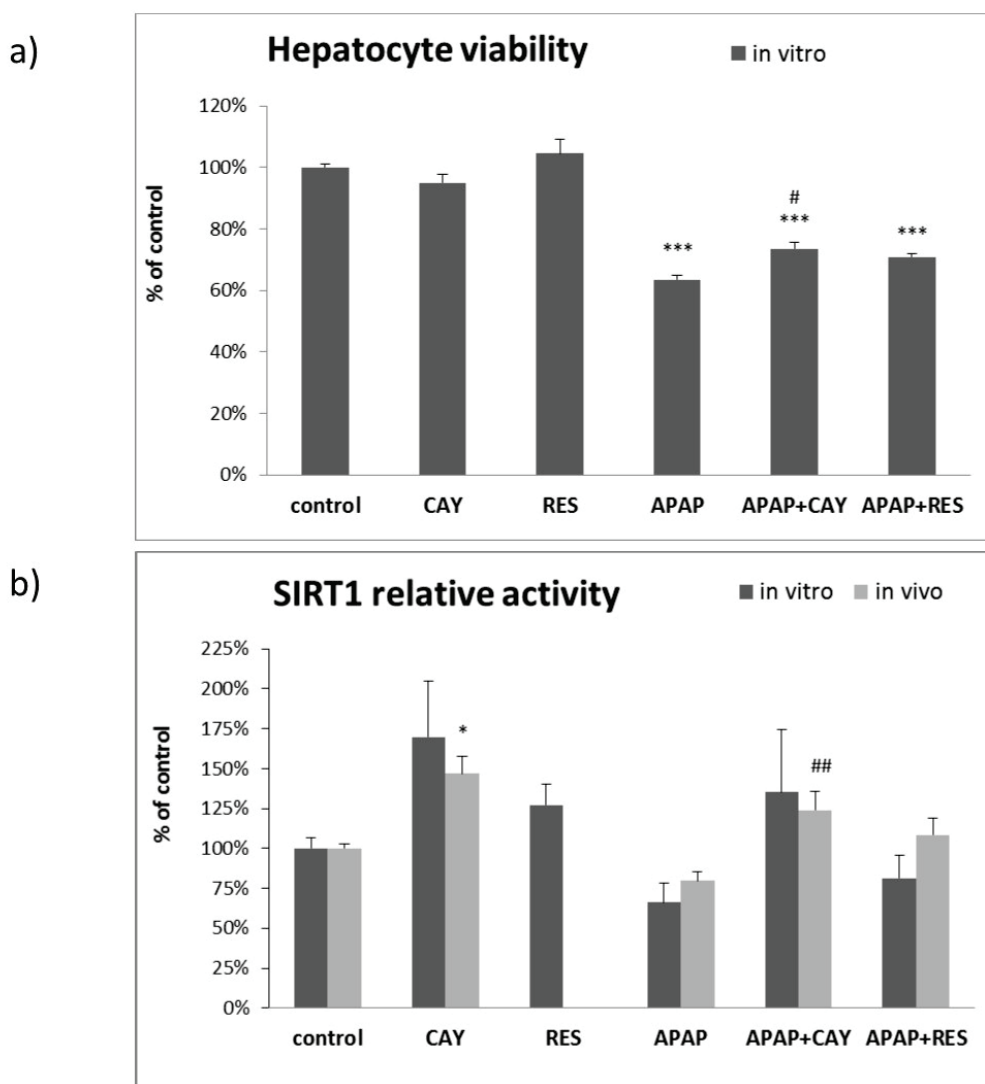 a)
Hepatocyte viability
in vitro
% of control
120%
100%
80%
60%
40%
20%
0%
#
***
***
***
control CAY RES APAP APAP+CAY APAP+RES
b)
SIRT1 relative activity
in vitro in vivo
% of control
225%
200%
175%
150%
125%
100%
75%
50%
25%
0%
*
##
control CAY RES APAP APAP+CAY APAP+RES